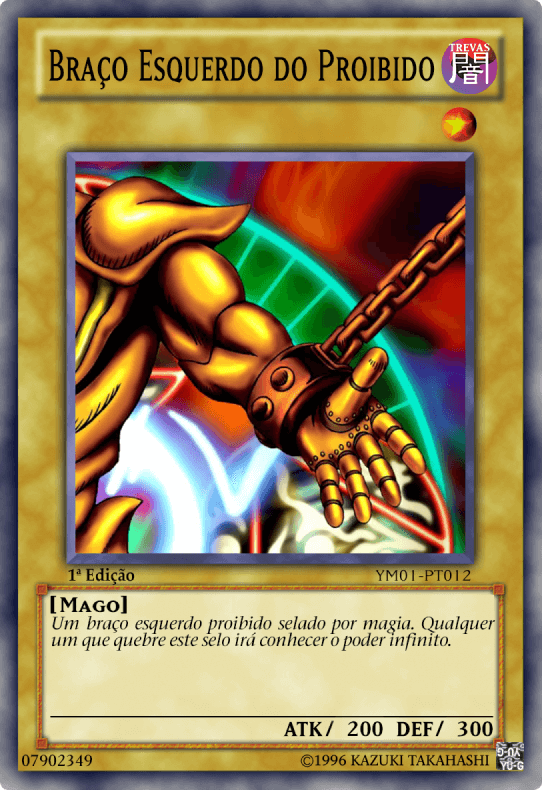 Braço Esquerdo do Proibido
TREVAS
闇
1ª Edição
YM01-PT012
[Mago]
Um braço esquerdo proibido selado por magia. Qualquer
um que quebre este selo irá conhecer o poder infinito.
ATK/ 200 DEF/ 300
07902349
©1996 KAZUKI TAKAHASHI